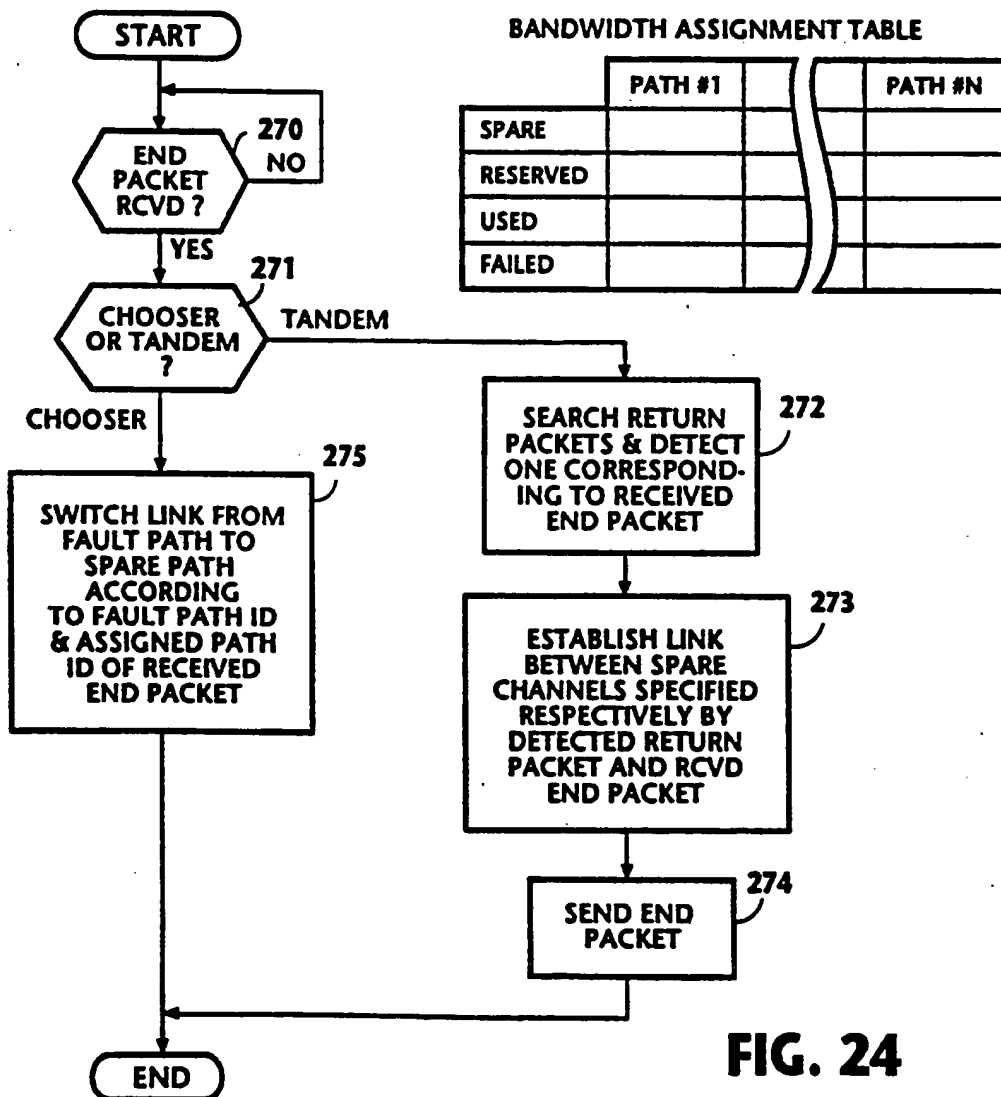 START
270
END
PACKET
RCVD ?
NO
YES
271
CHOOSER
OR TANDEM
?
TANDEM
CHOOSER
275
SWITCH LINK FROM
FAULT PATH TO
SPARE PATH
ACCORDING
TO FAULT PATH ID
& ASSIGNED PATH
ID OF RECEIVED
END PACKET
BANDWIDTH ASSIGNMENT TABLE
PATH #1
PATH #N
SPARE
RESERVED
USED
FAILED
272
SEARCH RETURN
PACKETS & DETECT
ONE CORRESPOND-
ING TO RECEIVED
END PACKET
273
ESTABLISH LINK
BETWEEN SPARE
CHANNELS SPECIFIED
RESPECTIVELY BY
DETECTED RETURN
PACKET AND RCVD
END PACKET
274
SEND END
PACKET
END
FIG. 24